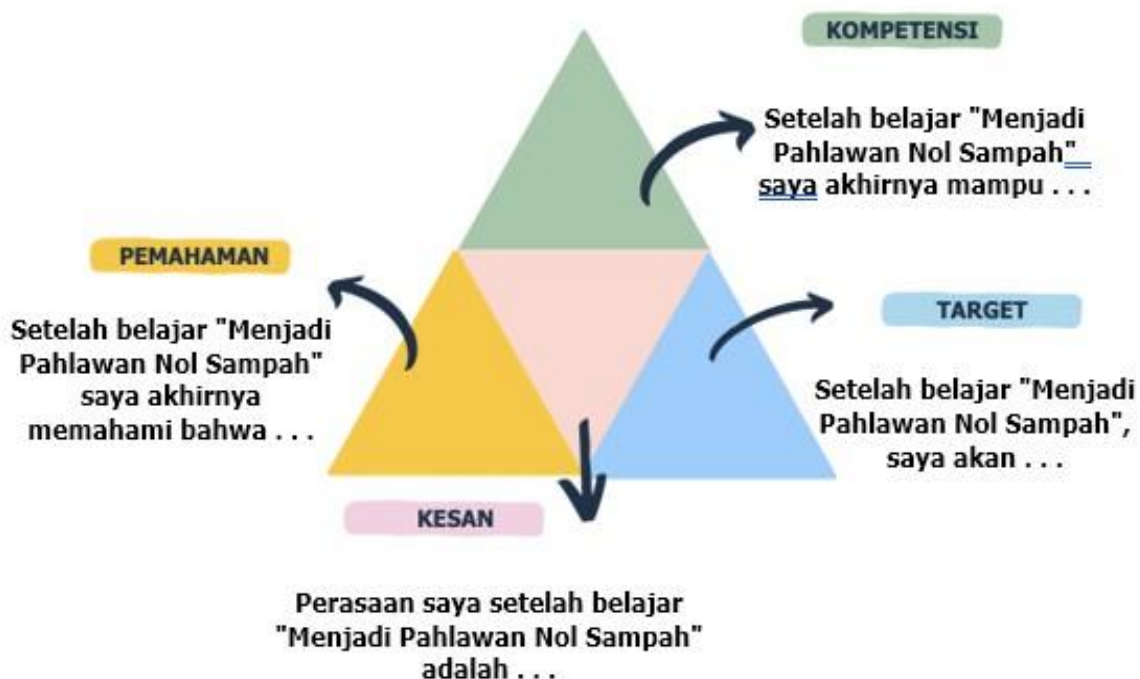 KOMPETENSI
Setelah belajar "Menjadi
Pahlawan Nol Sampah"
saya akhirnya mampu . . .
PEMAHAMAN
Setelah belajar "Menjadi
Pahlawan Nol Sampah"
saya akhirnya
memahami bahwa . . .
TARGET
Setelah belajar "Menjadi
Pahlawan Nol Sampah",
saya akan . . .
KESAN
Perasaan saya setelah belajar
"Menjadi Pahlawan Nol Sampah"
adalah . . .